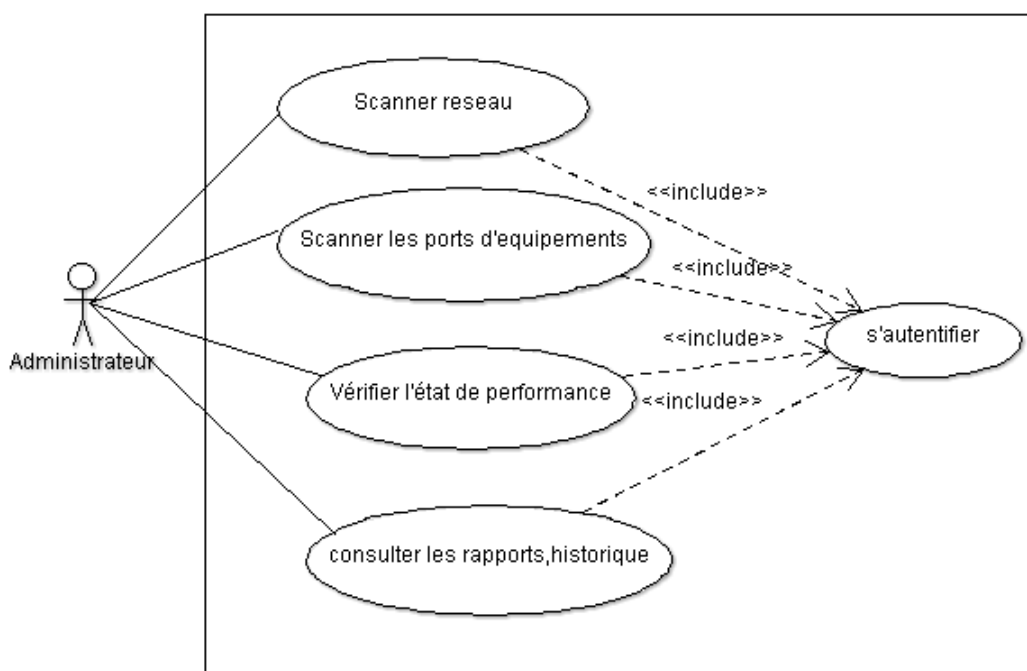 Scanner reseau
<<include>>
Scanner les ports d'equipements
<<include>>
s'autentifier
<<include>>
Administrateur
Vérifier l'état de performance
<<include>>
consulter les rapports,historique